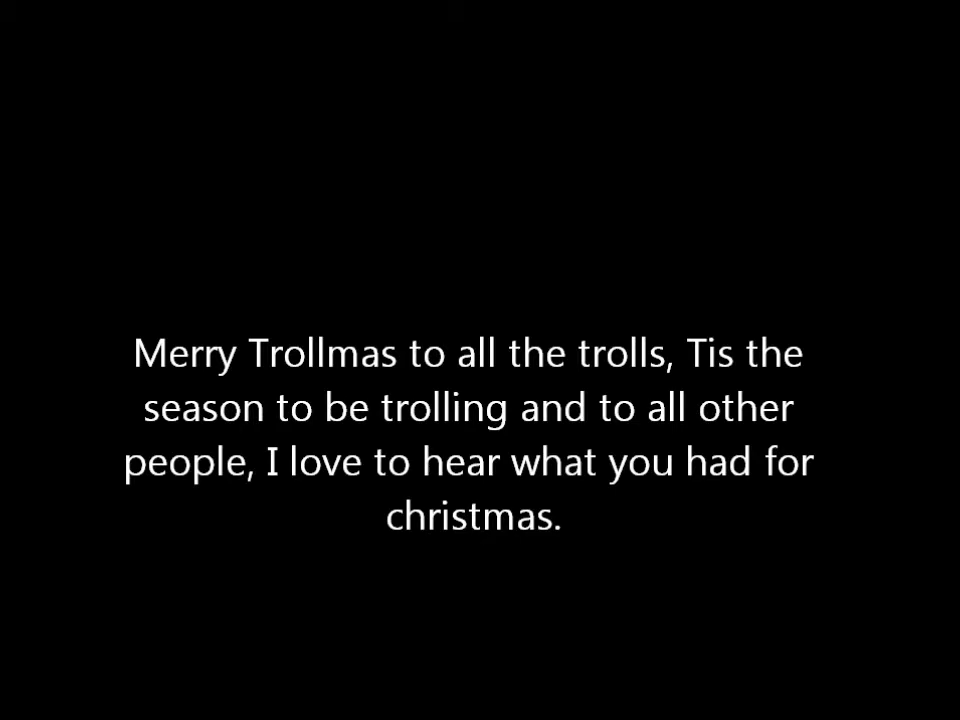 Merry Trollmas to all the trolls, Tis the
season to be trolling and to all other
people, I love to hear what you had for
christmas.